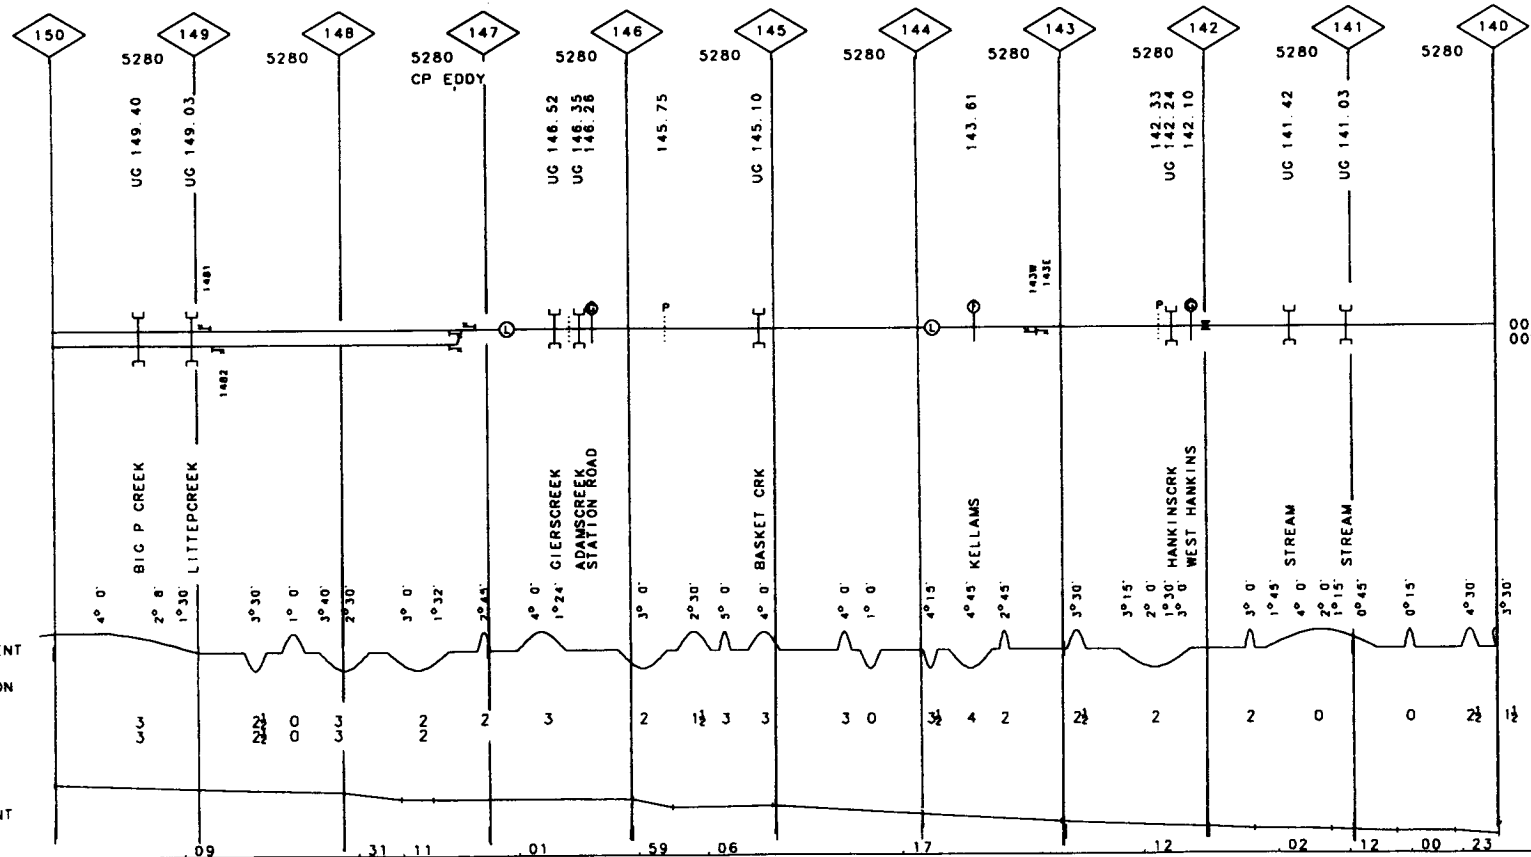 150 149 148 147 146 145 144 143 142 141 140
5280 5280 5280 5280 5280 5280 5280 5280 5280 5280
CP EDDY
UG 149.40
UG 149.03
UG 146.52
UG 146.35
146.26
145.75
UG 145.10
143.61
142.33
UG 142.24
142.10
UG 141.42
UG 141.03
1481
1482
L
P
L
143W
143E
P
00
00
BIG P CREEK
LITTEPCREEK
GIERSCREEK
ADAMSCREEK
STATION ROAD
BASKET CRK
KELLAMS
HANKINSCRK
WEST HANKINS
STREAM
STREAM
4° 0' 2° 8' 1°30' 3°30' 1° 0' 3°40' 2°30' 3° 0' 1°32' 2°45' 4° 0' 1°24' 3° 0' 2°30' 5° 0' 4° 0' 4° 0' 1° 0' 4°15' 4°45' 2°45' 3°30' 3°15' 2° 0' 1°30' 3° 0' 3° 0' 1°45' 4° 0' 2° 0' 1°15' 0°45' 0°15' 4°30' 3°30'
ENT
ON
3 2½ 0 3 2 2 3 2 1½ 3 3 3 0 3½ 4 2 2½ 2 2 0 0 2½ 1½
3 2½ 0 3 2
NT
09 31 11 01 59 06 17 12 02 12 00 23